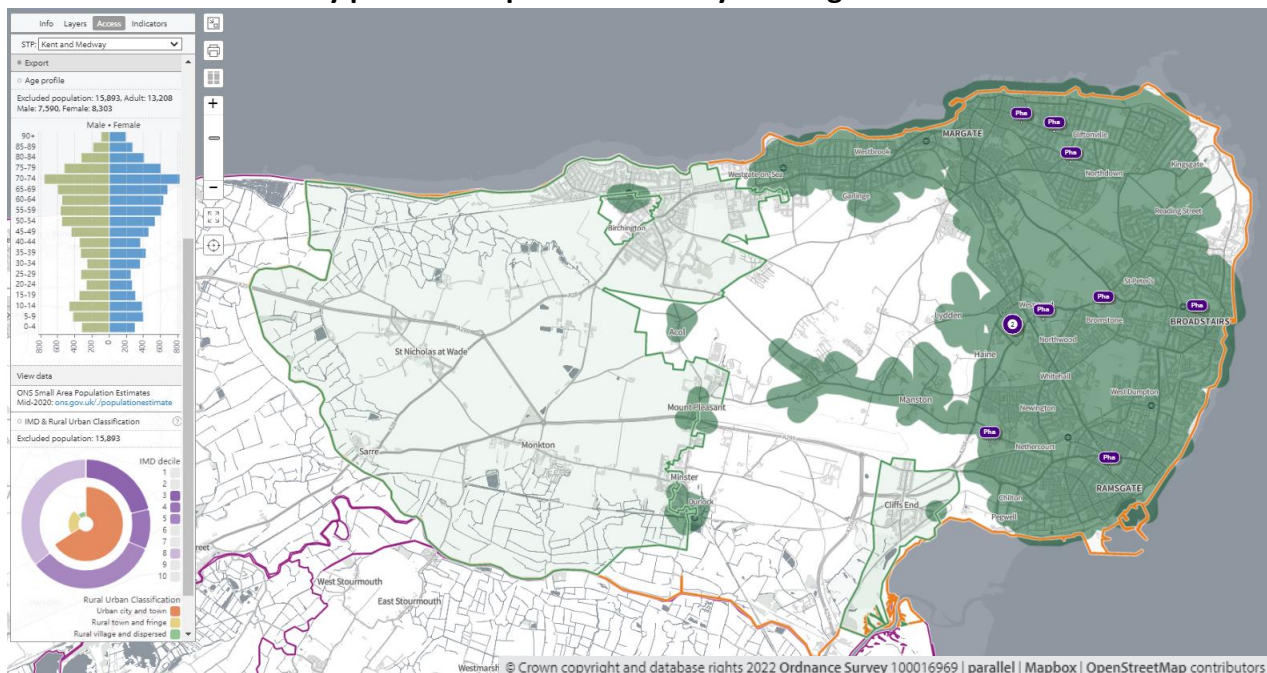 Info Layers Access Indicators
STP: Kent and Medway
Export
Age profile
Excluded population: 15,893, Adult: 13,208
Male: 7,590, Female: 8,303
Male • Female
90+
85-89
80-84
75-79
70-74
65-69
60-64
55-59
50-54
45-49
40-44
35-39
30-34
25-29
20-24
15-19
10-14
5-9
0-4
800 600 400 200 0 200 400 600 800
View data
ONS Small Area Population Estimates
Mid-2020: ons.gov.uk/./populationestimate
IMD & Rural Urban Classification ?
Excluded population: 15,893
IMD decile
1
2
3
4
5
6
7
8
9
10
Rural Urban Classification
Urban city and town
Rural town and fringe
Rural village and dispersed
+
−
MARGATE
Pha
Pha
Cliftonville
Pha
Northdown
Kingsgate
Westbrook
Westgate-on-Sea
Garlinge
Reading Street
Birchington
St Peter's
Acol
Lydden
Pha
Pha
Bromstone
Pha
BROADSTAIRS
2
Northwood
St Nicholas at Wade
Haine
Whitehall
West Dumpton
Manston
Newington
Mount Pleasant
Pha
Nethercourt
Pha
Monkton
Sarre
RAMSGATE
Minster
Durlock
Cliffs End
Chilton
Pegwell
West Stourmouth
East Stourmouth
Westmarsh
© Crown copyright and database rights 2022 Ordnance Survey 100016969 | parallel | Mapbox | OpenStreetMap contributors